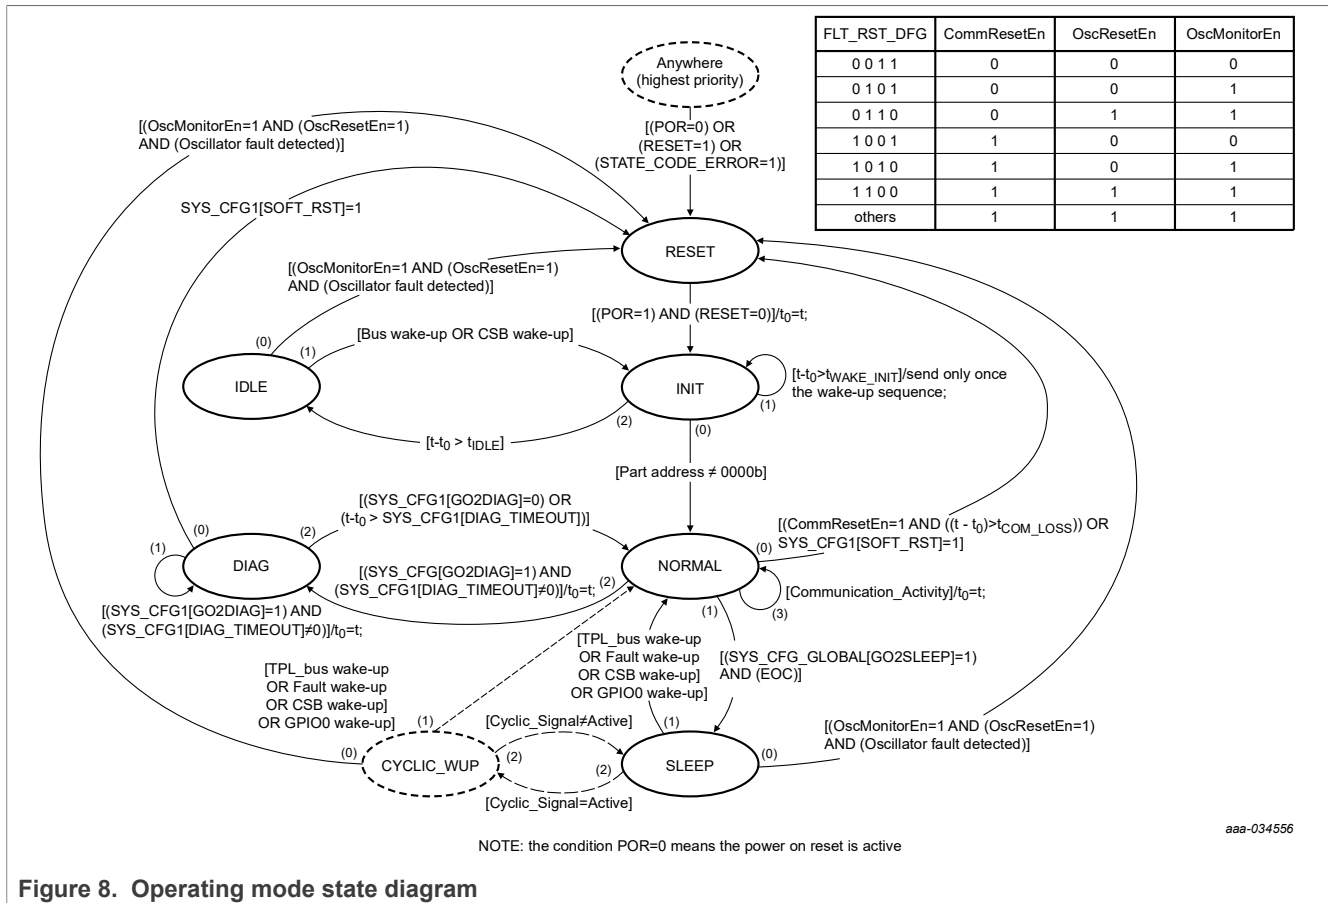 FLT_RST_DFG CommResetEn OscResetEn OscMonitorEn
0 0 1 1 0 0 0
0 1 0 1 0 0 1
0 1 1 0 0 1 1
1 0 0 1 1 0 0
1 0 1 0 1 0 1
1 1 0 0 1 1 1
others 1 1 1
Anywhere
(highest priority)
[(POR=0) OR
(RESET=1) OR
(STATE_CODE_ERROR=1)]
[(OscMonitorEn=1 AND (OscResetEn=1)
AND (Oscillator fault detected)]
SYS_CFG1[SOFT_RST]=1
RESET
[(OscMonitorEn=1 AND (OscResetEn=1)
AND (Oscillator fault detected)]
[(POR=1) AND (RESET=0)]/t0=t;
[Bus wake-up OR CSB wake-up]
(0)
(1)
IDLE
INIT
[t-t0>tWAKE_INIT]/send only once
the wake-up sequence;
(1)
(2)
(0)
[t-t0 > tIDLE]
[Part address ≠ 0000b]
[(SYS_CFG1[GO2DIAG]=0) OR
(t-t0 > SYS_CFG1[DIAG_TIMEOUT])]
[(CommResetEn=1 AND ((t - t0)>tCOM_LOSS)) OR
SYS_CFG1[SOFT_RST]=1]
(0)
(2)
(1)
(0)
DIAG
NORMAL
[(SYS_CFG[GO2DIAG]=1) AND
(SYS_CFG1[DIAG_TIMEOUT]≠0)]/t0=t;
(2)
[Communication_Activity]/t0=t;
(1)
(3)
[(SYS_CFG1[GO2DIAG]=1) AND
(SYS_CFG1[DIAG_TIMEOUT]≠0)]/t0=t;
[TPL_bus wake-up
OR Fault wake-up
OR CSB wake-up]
OR GPIO0 wake-up]
[(SYS_CFG_GLOBAL[GO2SLEEP]=1)
AND (EOC)]
[TPL_bus wake-up
OR Fault wake-up
OR CSB wake-up]
OR GPIO0 wake-up]
(1)
[Cyclic_Signal≠Active]
(1)
[(OscMonitorEn=1 AND (OscResetEn=1)
AND (Oscillator fault detected)]
(0)
(2)
(2)
(0)
CYCLIC_WUP
SLEEP
[Cyclic_Signal=Active]
aaa-034556
NOTE: the condition POR=0 means the power on reset is active
Figure 8. Operating mode state diagram